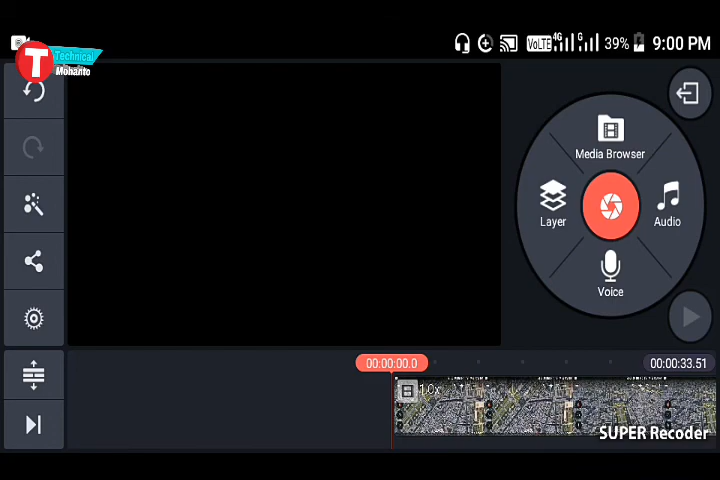 VoLTE 4G G 39% 9:00 PM
T Technical
Mohanto
Media Browser
Layer
Audio
Voice
00:00:00.0
00:00:33.51
1.0x
SUPER Recoder